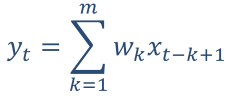 y_t = \sum_{k=1}^{m} w_k x_{t-k+1}